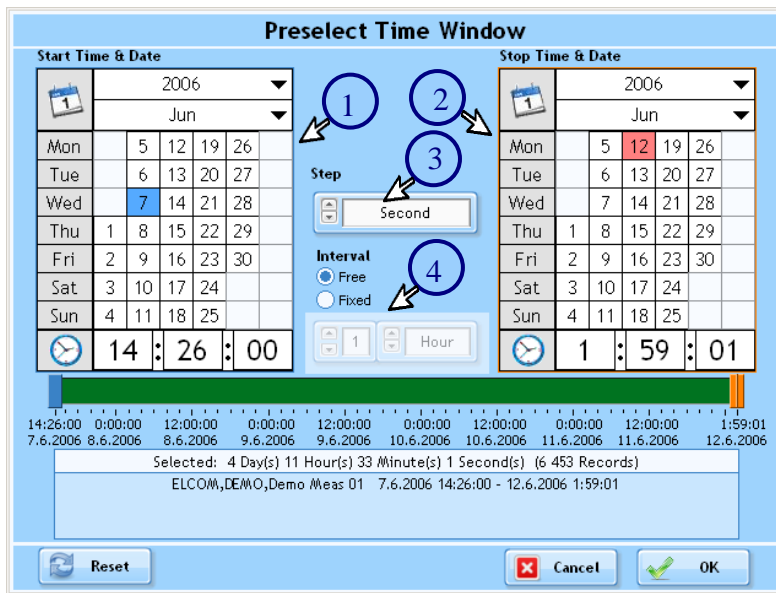 Preselect Time Window
Start Time & Date
Stop Time & Date
1
2006
Jun
Mon 5 12 19 26
Tue 6 13 20 27
Wed 7 14 21 28
Thu 1 8 15 22 29
Fri 2 9 16 23 30
Sat 3 10 17 24
Sun 4 11 18 25
14 : 26 : 00
1
2
3
Step
Second
Interval
Free
Fixed
4
1 Hour
1
2006
Jun
Mon 5 12 19 26
Tue 6 13 20 27
Wed 7 14 21 28
Thu 1 8 15 22 29
Fri 2 9 16 23 30
Sat 3 10 17 24
Sun 4 11 18 25
1 : 59 : 01
14:26:00 0:00:00 12:00:00 0:00:00 12:00:00 0:00:00 12:00:00 0:00:00 12:00:00 1:59:01
7.6.2006 8.6.2006 8.6.2006 9.6.2006 9.6.2006 10.6.2006 10.6.2006 11.6.2006 11.6.2006 12.6.2006
Selected: 4 Day(s) 11 Hour(s) 33 Minute(s) 1 Second(s) (6 453 Records)
ELCOM,DEMO,Demo Meas 01 7.6.2006 14:26:00 - 12.6.2006 1:59:01
Reset
Cancel
OK